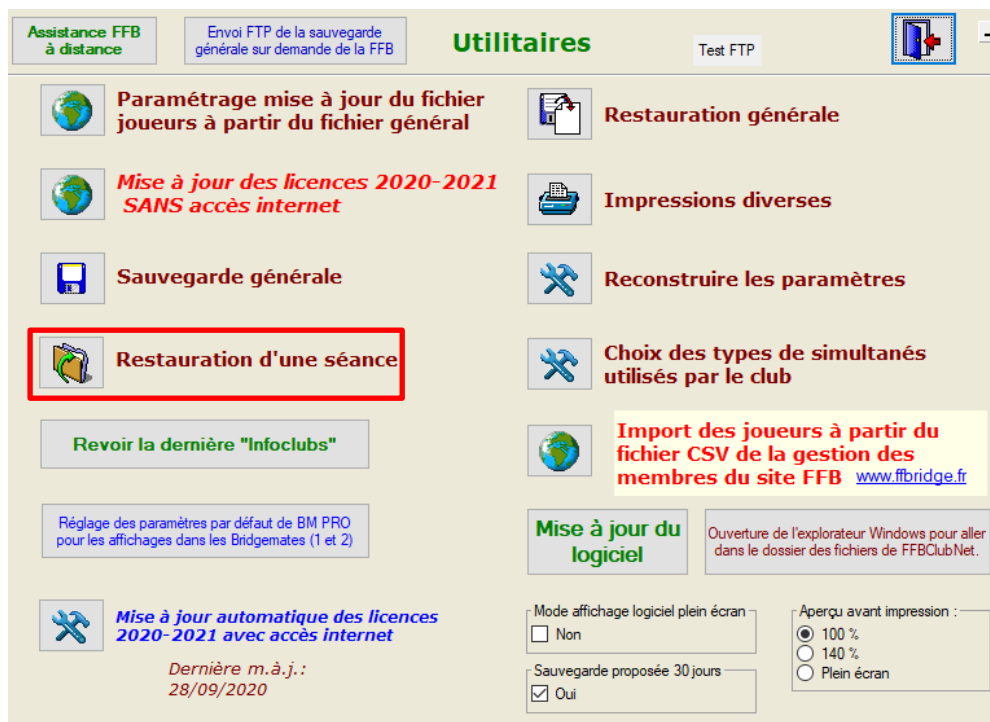 Assistance FFB
à distance
Envoi FTP de la sauvegarde
générale sur demande de la FFB
Utilitaires
Test FTP
Paramétrage mise à jour du fichier
joueurs à partir du fichier général
Restauration générale
Mise à jour des licences 2020-2021
SANS accès internet
Impressions diverses
Sauvegarde générale
Reconstruire les paramètres
Restauration d'une séance
Choix des types de simultanés
utilisés par le club
Revoir la dernière "Infoclubs"
Import des joueurs à partir du
fichier CSV de la gestion des
membres du site FFB www.ffbridge.fr
Réglage des paramètres par défaut de BM PRO
pour les affichages dans les Bridgemates (1 et 2)
Mise à jour du
logiciel
Ouverture de l'explorateur Windows pour aller
dans le dossier des fichiers de FFBClubNet.
Mise à jour automatique des licences
2020-2021 avec accès internet
Dernière m.à.j.:
28/09/2020
Mode affichage logiciel plein écran
Non
Sauvegarde proposée 30 jours
Oui
Aperçu avant impression :
100 %
140 %
Plein écran